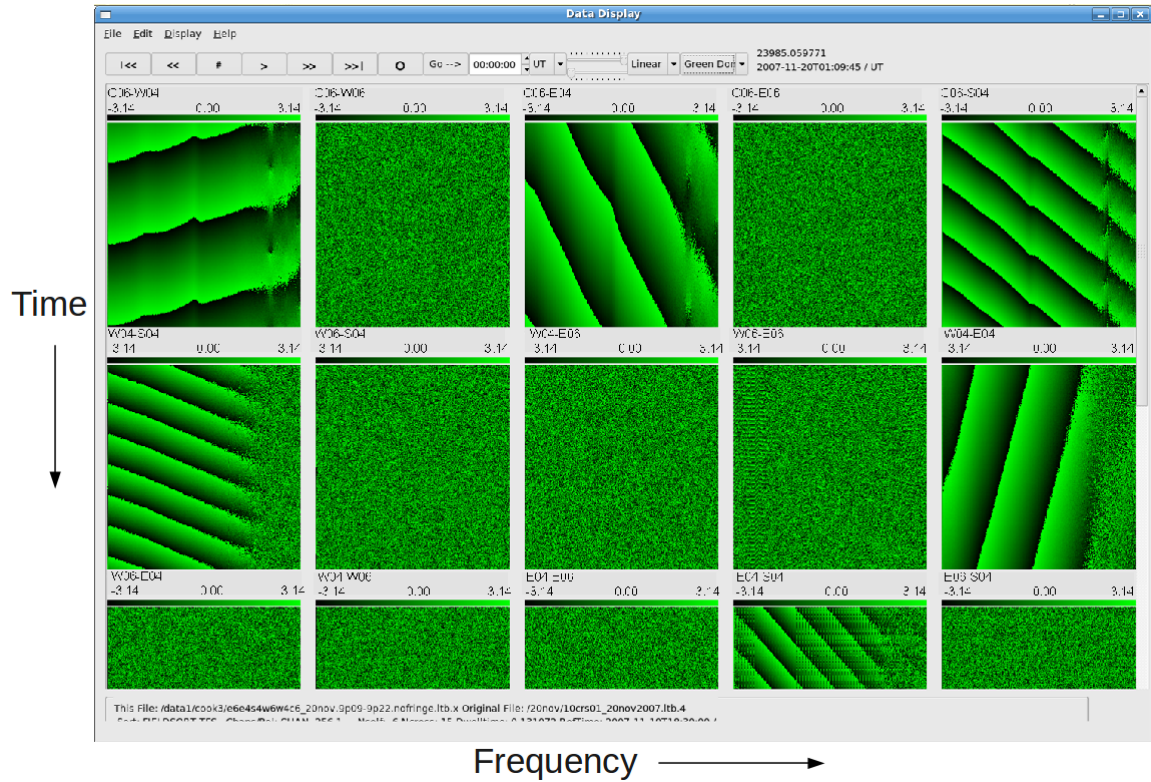 Data Display
File Edit Display Help
I<< << # > >> >>I O Go --> 00:00:00 UT Linear Green Dor
23985.059771
2007-11-20T01:09:45 / UT
C06-W04 C06-W06 C06-E04 C06-E06 C06-S04
-3.14 0.00 3.14 -3.14 0.00 3.14 -3.14 0.00 3.14 -3.14 0.00 3.14 -3.14 0.00 3.14
W04-S04 W06-S04 W04-E06 W06-E06 W04-E04
-3.14 0.00 3.14 -3.14 0.00 3.14 -3.14 0.00 3.14 -3.14 0.00 3.14 -3.14 0.00 3.14
W06-E04 W04-W06 E04-E06 E04-S04 E06-S04
-3.14 0.00 3.14 -3.14 0.00 3.14 -3.14 0.00 3.14 -3.14 0.00 3.14 -3.14 0.00 3.14
Time
This File: /data1/cook3/e6e4s4w6w4c6_20nov.9p09-9p22.nofringe.ltb.x Original File: /20nov/10crs01_20nov2007.ltb.4
Frequency